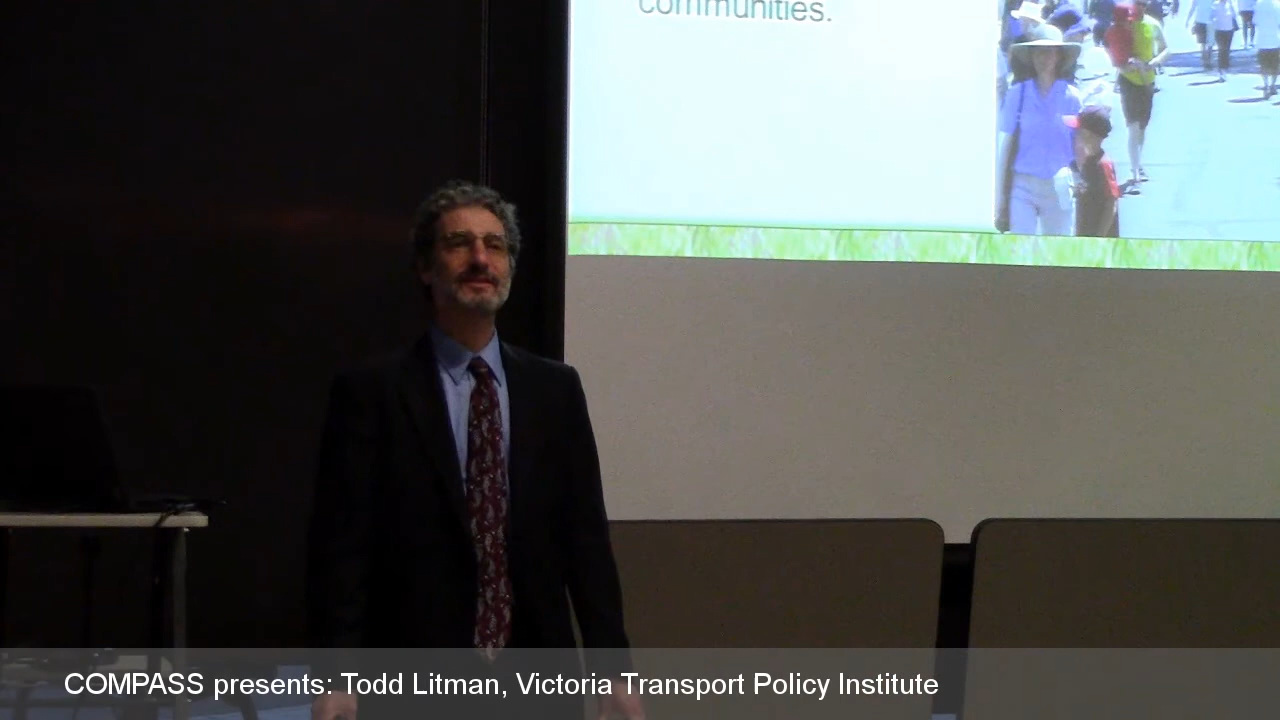 communities.
COMPASS presents: Todd Litman, Victoria Transport Policy Institute